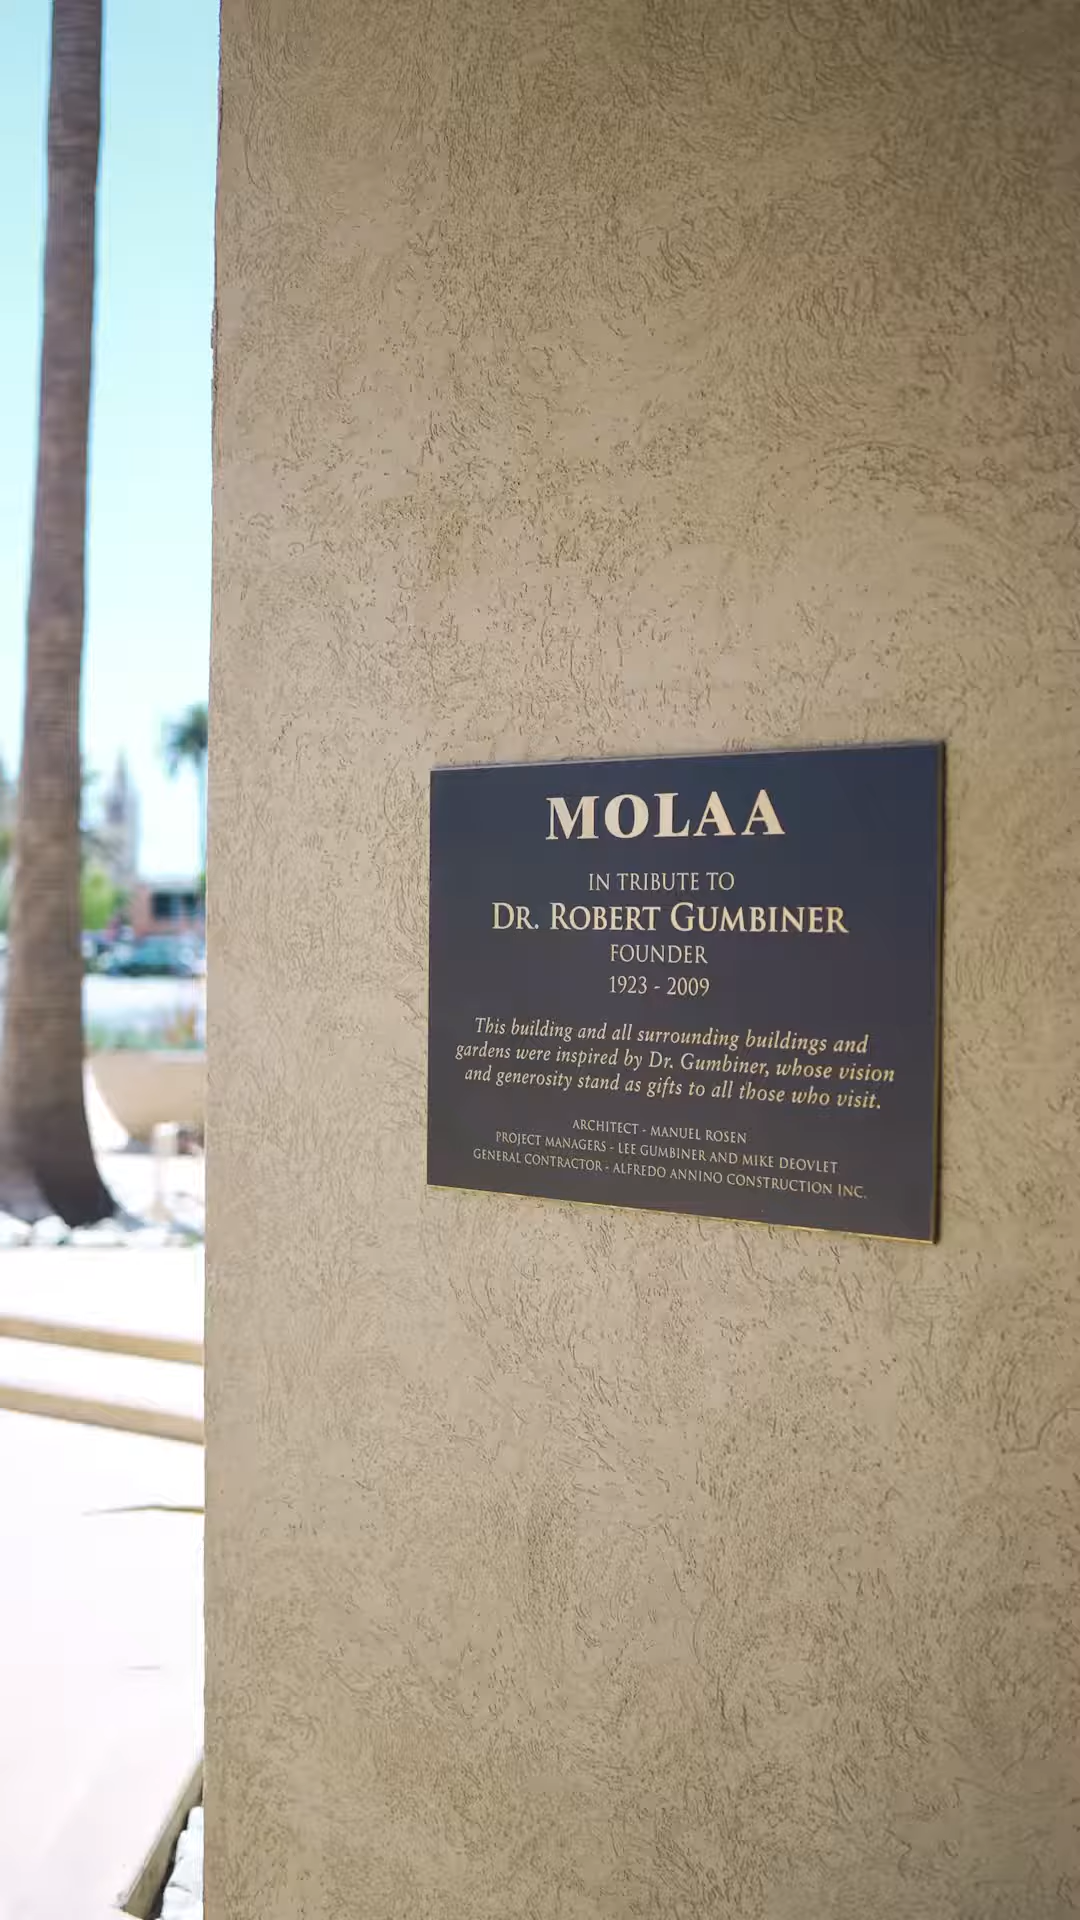 MOLAA
IN TRIBUTE TO
DR. ROBERT GUMBINER
FOUNDER
1923 - 2009
This building and all surrounding buildings and
gardens were inspired by Dr. Gumbiner, whose vision
and generosity stand as gifts to all those who visit.
ARCHITECT - MANUEL ROSEN
PROJECT MANAGERS - LEE GUMBINER AND MIKE DEOVLET
GENERAL CONTRACTOR - ALFREDO ANNINO CONSTRUCTION INC.